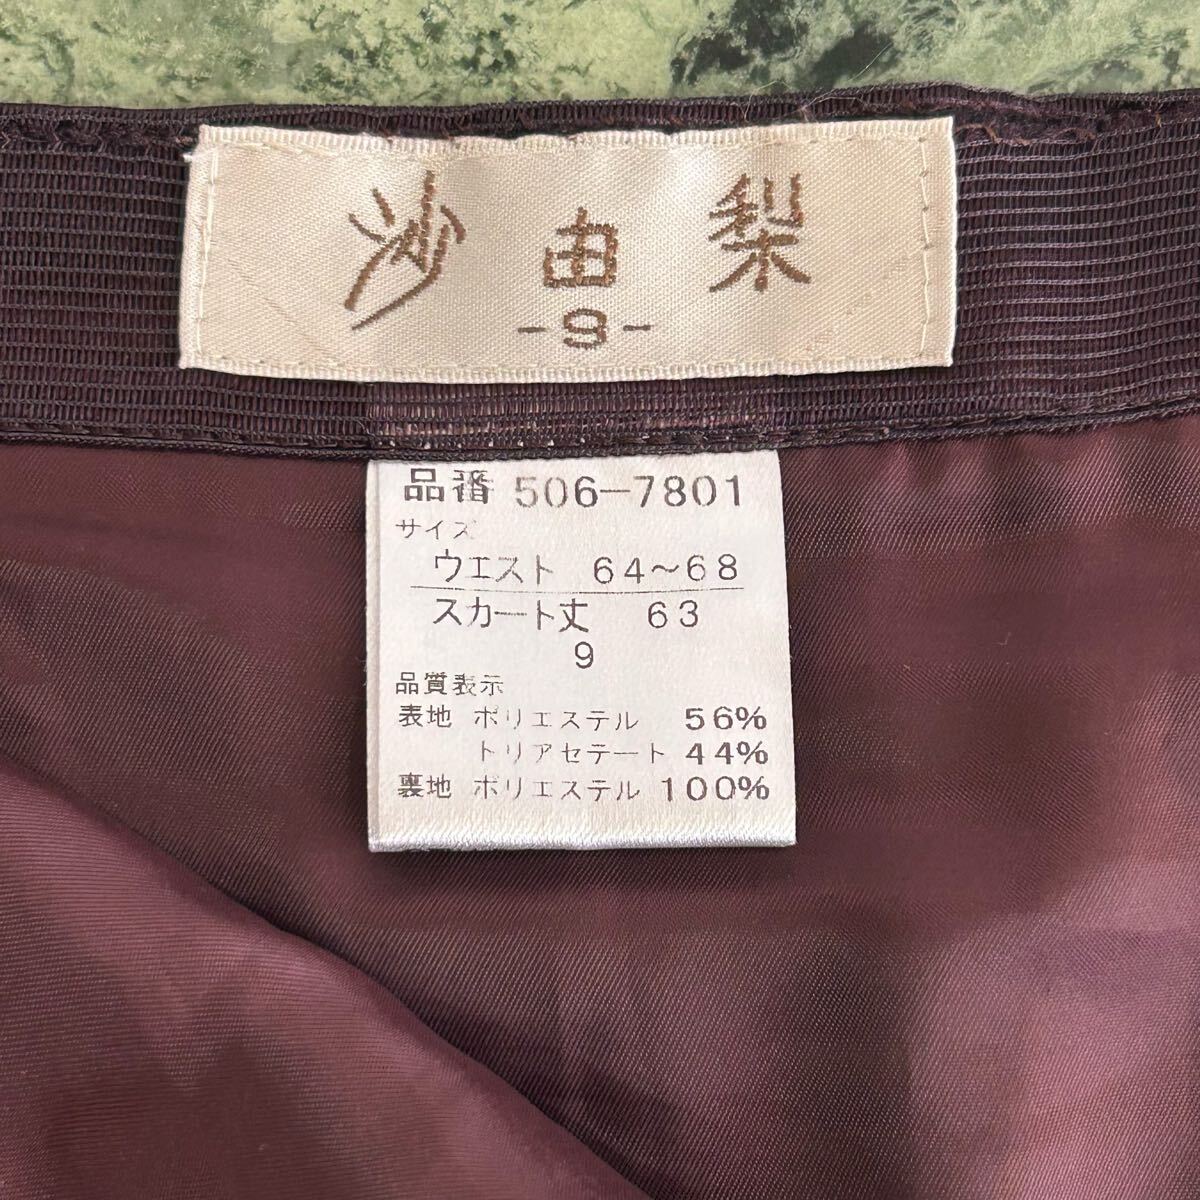 沙由梨
-9-
品番 506-7801
サイズ
ウエスト 64~68
スカート丈 63
9
品質表示
表地 ポリエステル 56%
トリアセテート 44%
裏地 ポリエステル 100%